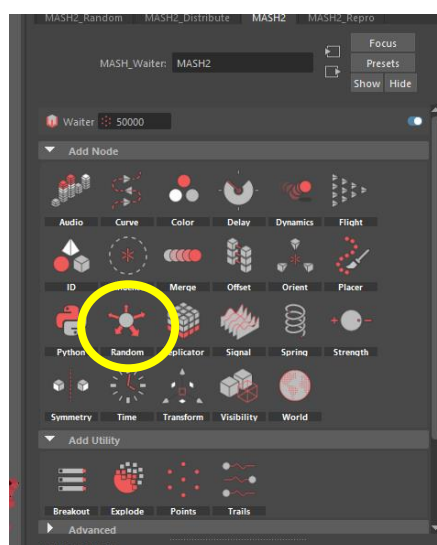 MASH2_Random MASH2_Distribute MASH2 MASH2_Repro
Focus
MASH_Waiter: MASH2
Presets
Show Hide
Waiter 50000
Add Node
Audio Curve Color Delay Dynamics Flight
ID Merge Offset Orient Placer
Python Random Replicator Signal Spring Strength
Symmetry Time Transform Visibility World
Add Utility
Breakout Explode Points Trails
Advanced